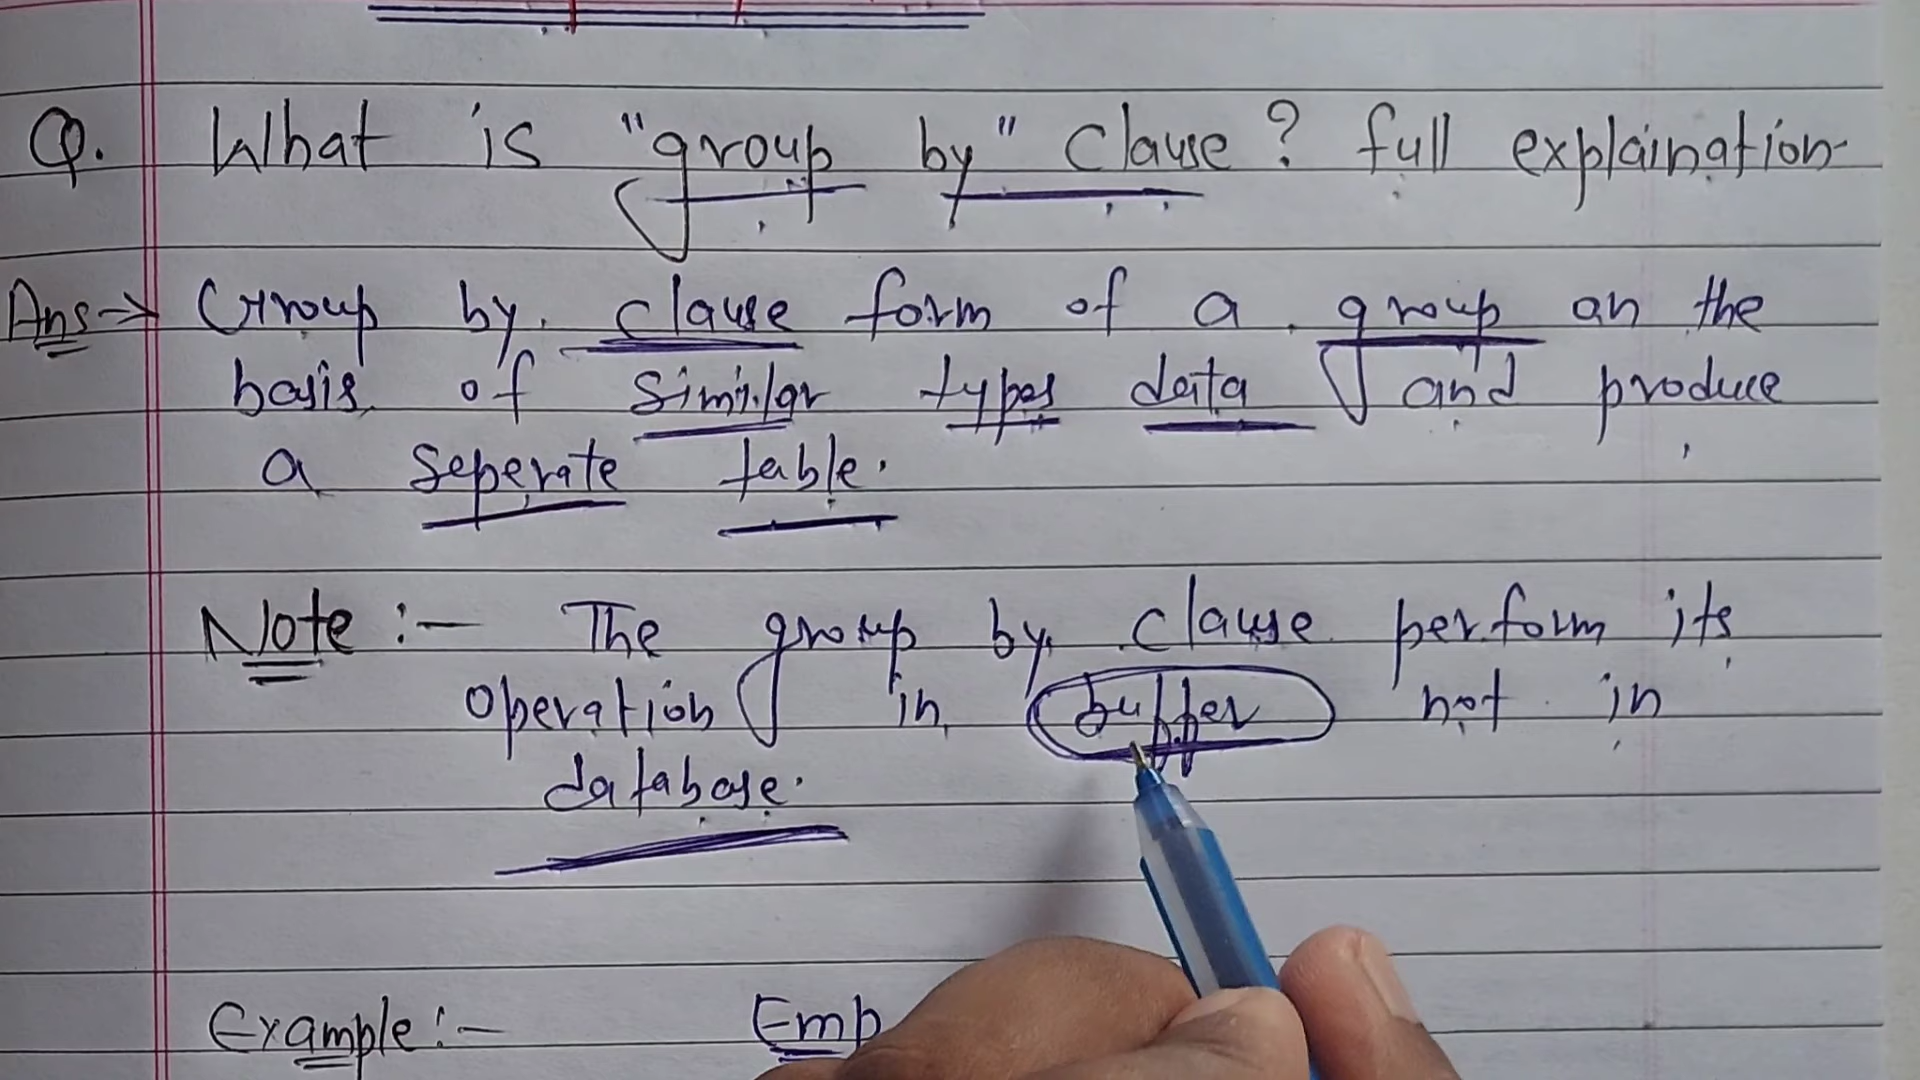 Q. What is "group by" clause? full explaination
Ans→ Group by clause form of a group on the
basis of similar types data and produce
a seperate table.
Note :- The group by clause perform its
operation in buffer not in
database.
Example :- Emp